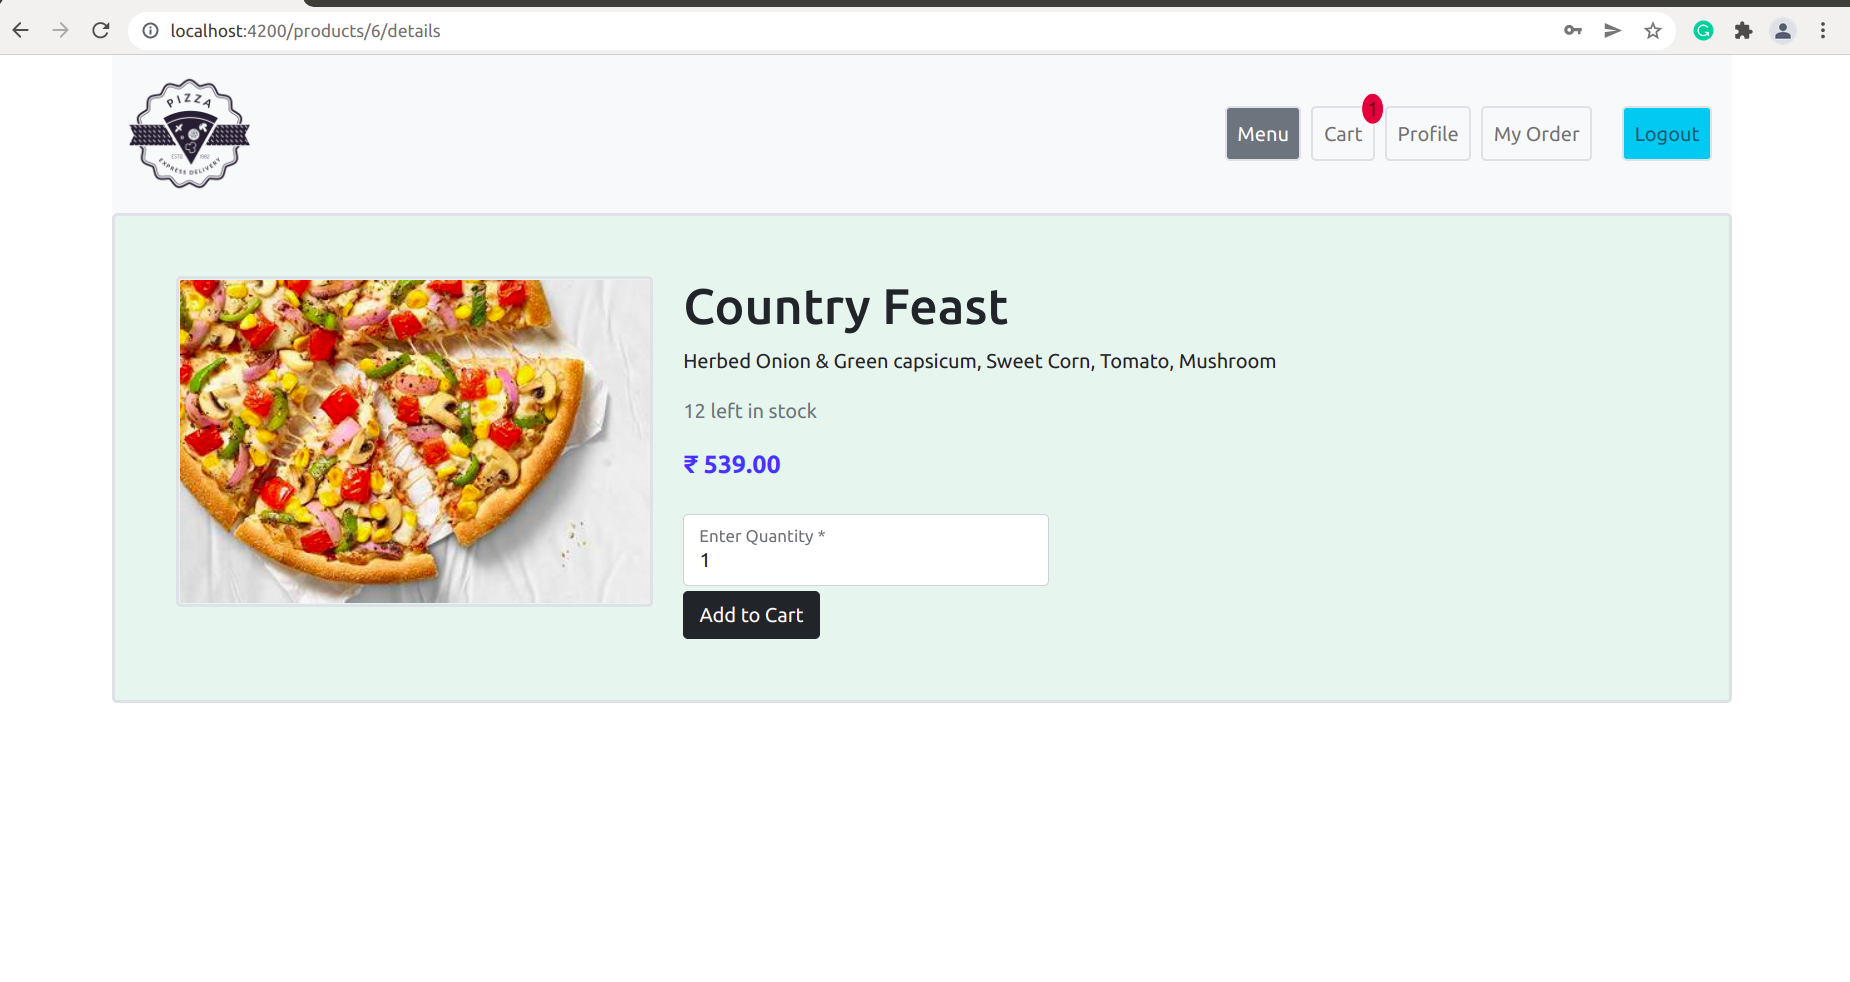 localhost:4200/products/6/details
PIZZA
ESTD 1982
EXPRESS DELIVERY
Menu
Cart
1
Profile
My Order
Logout
Country Feast
Herbed Onion & Green capsicum, Sweet Corn, Tomato, Mushroom
12 left in stock
₹ 539.00
Enter Quantity *
1
Add to Cart